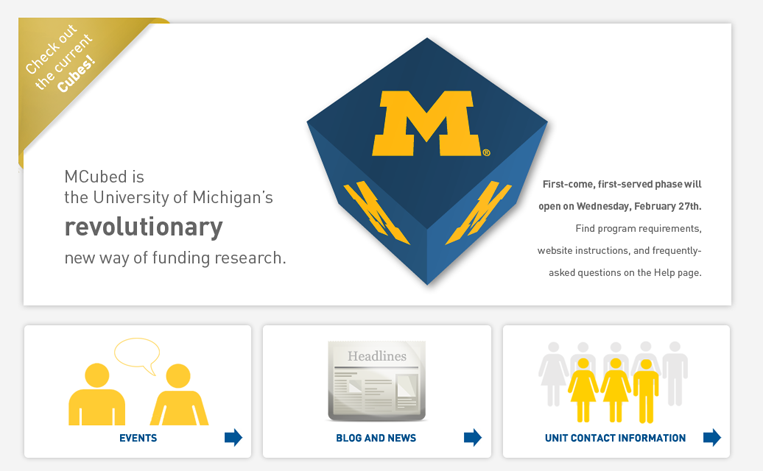 Check out
the current
Cubes!
MCubed is
the University of Michigan's
revolutionary
new way of funding research.
M
®
M
M
First-come, first-served phase will
open on Wednesday, February 27th.
Find program requirements,
website instructions, and frequently-
asked questions on the Help page.
Headlines
EVENTS
BLOG AND NEWS
UNIT CONTACT INFORMATION